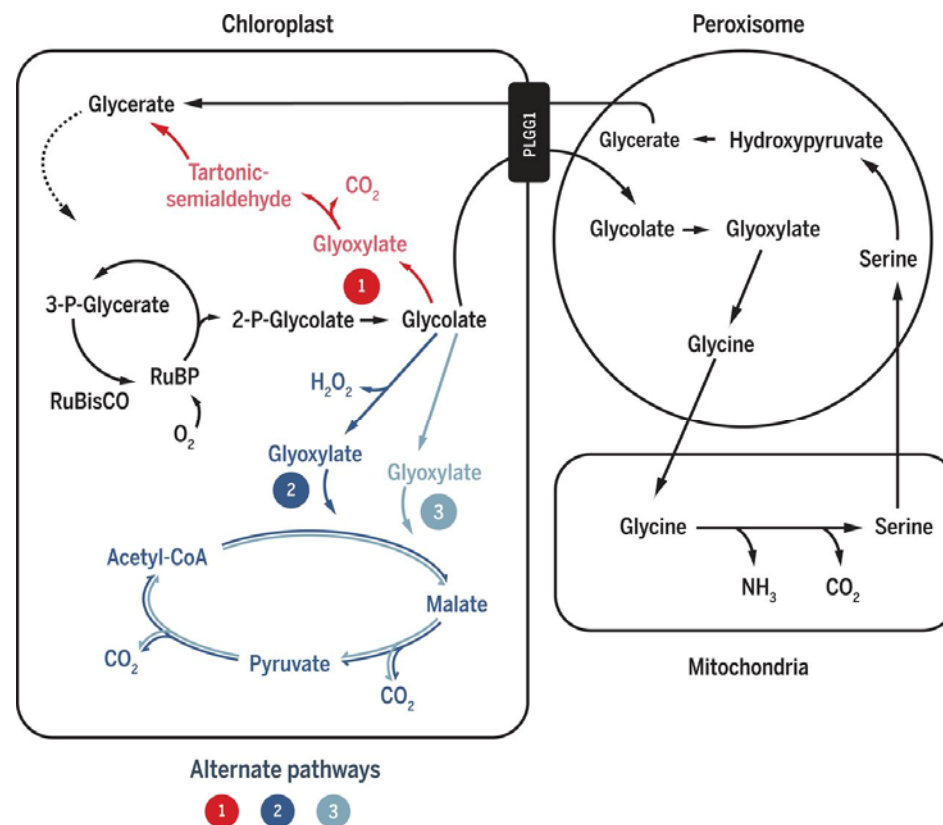 Chloroplast
Peroxisome
Glycerate
PLGG1
Glycerate
Hydroxypyruvate
Tartonic-
semialdehyde
CO₂
Glyoxylate
1
Glycolate
Glyoxylate
Serine
3-P-Glycerate
2-P-Glycolate
Glycolate
RuBP
RuBisCO
O₂
Glycine
H₂O₂
Glyoxylate
2
Glyoxylate
3
Acetyl-CoA
Malate
Pyruvate
CO₂
CO₂
Glycine
Serine
NH₃
CO₂
Mitochondria
Alternate pathways
1 2 3